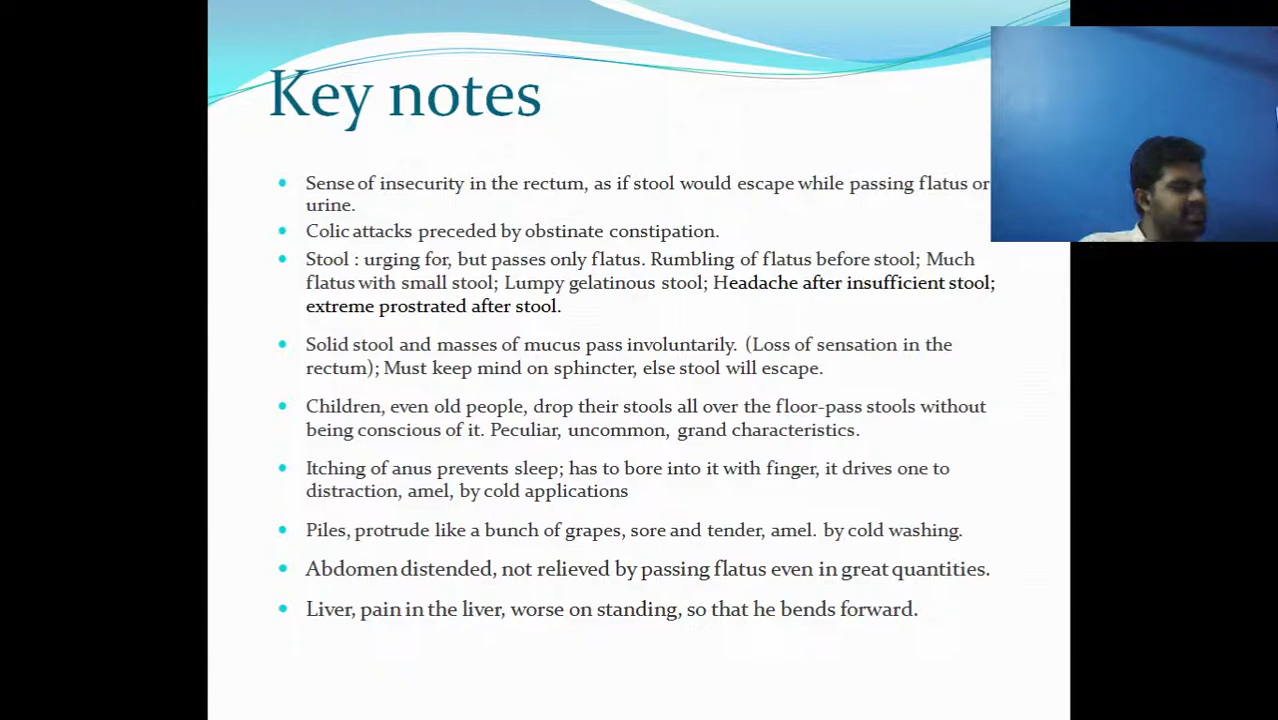 Key notes
Sense of insecurity in the rectum, as if stool would escape while passing flatus or
urine.
Colic attacks preceded by obstinate constipation.
Stool : urging for, but passes only flatus. Rumbling of flatus before stool; Much
flatus with small stool; Lumpy gelatinous stool; Headache after insufficient stool;
extreme prostrated after stool.
Solid stool and masses of mucus pass involuntarily. (Loss of sensation in the
rectum); Must keep mind on sphincter, else stool will escape.
Children, even old people, drop their stools all over the floor-pass stools without
being conscious of it. Peculiar, uncommon, grand characteristics.
Itching of anus prevents sleep; has to bore into it with finger, it drives one to
distraction, amel, by cold applications
Piles, protrude like a bunch of grapes, sore and tender, amel. by cold washing.
Abdomen distended, not relieved by passing flatus even in great quantities.
Liver, pain in the liver, worse on standing, so that he bends forward.